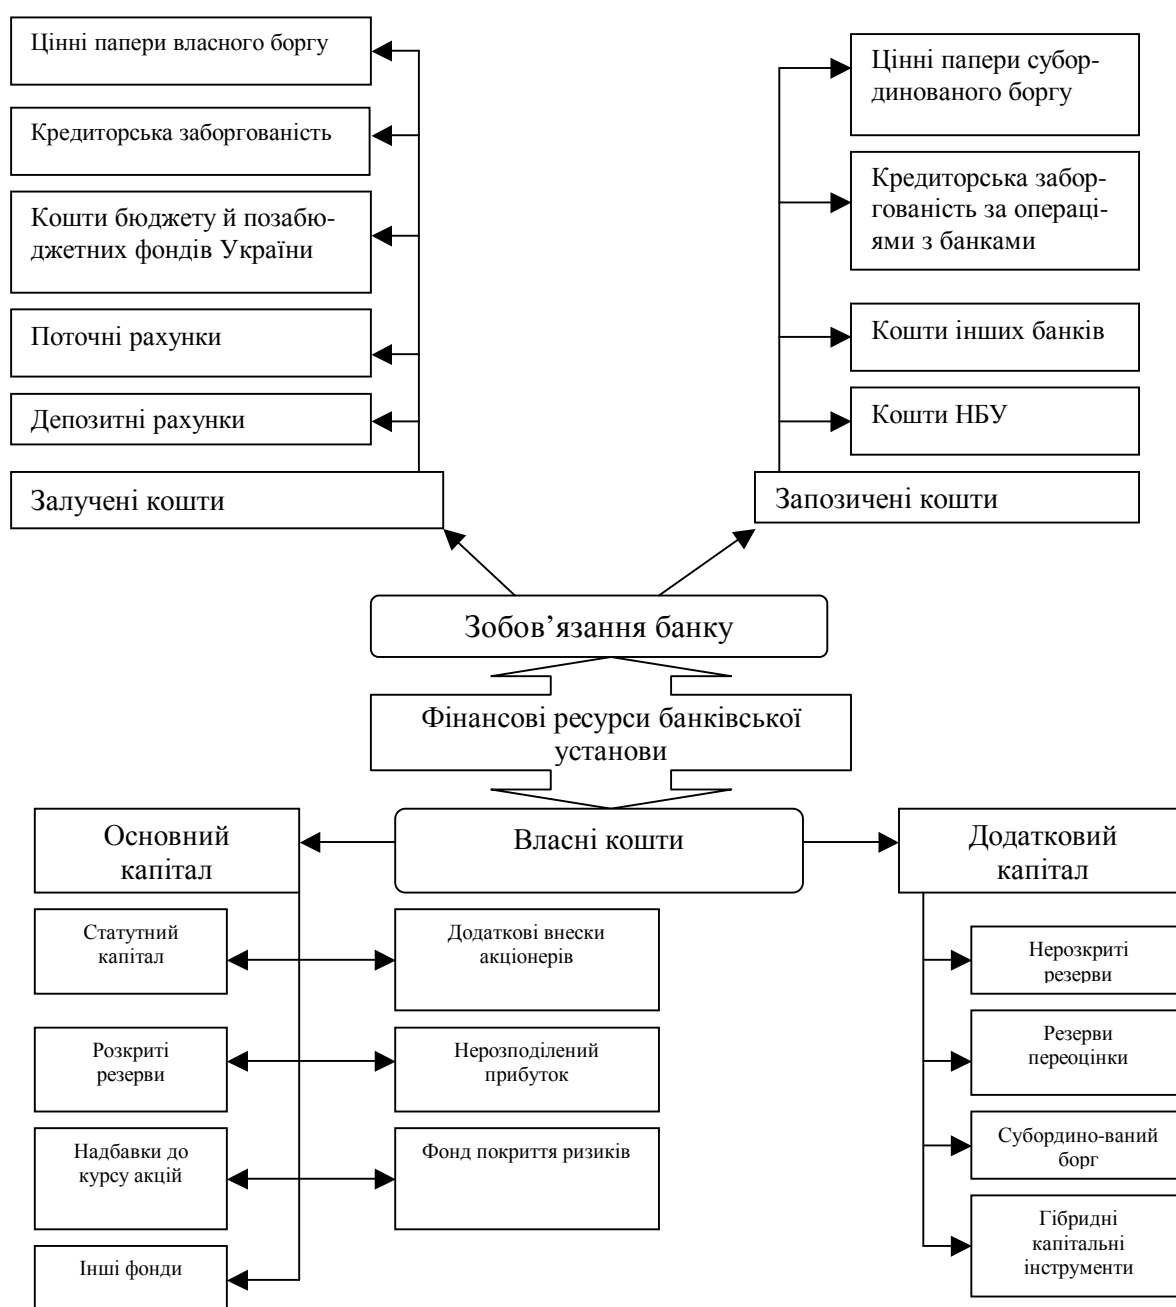 Цінні папери власного боргу
Кредиторська заборгованість
Кошти бюджету й позабю-
джетних фондів України
Поточні рахунки
Депозитні рахунки
Залучені кошти
Цінні папери субор-
динованого боргу
Кредиторська забор-
гованість за операці-
ями з банками
Кошти інших банків
Кошти НБУ
Запозичені кошти
Зобов’язання банку
Фінансові ресурси банківської
установи
Основний
капітал
Власні кошти
Додатковий
капітал
Статутний
капітал
Додаткові внески
акціонерів
Розкриті
резерви
Нерозподілений
прибуток
Надбавки до
курсу акцій
Фонд покриття ризиків
Інші фонди
Нерозкриті
резерви
Резерви
переоцінки
Субордино-ваний
борг
Гібридні
капітальні
інструменти